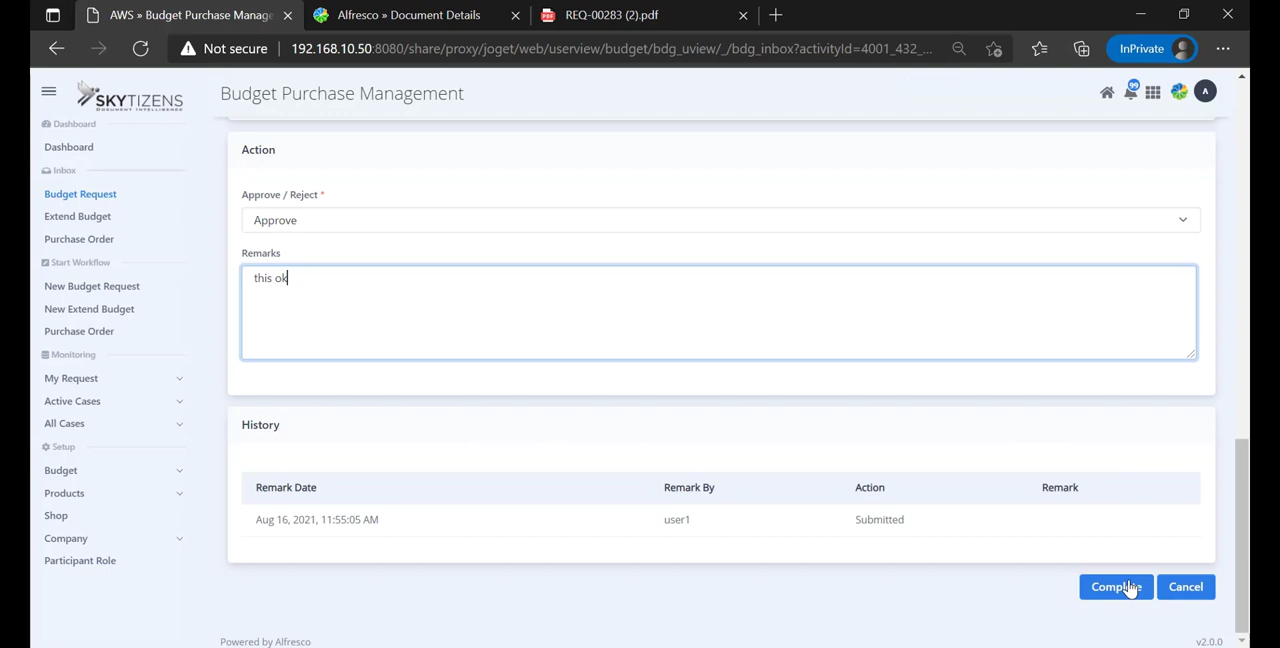 AWS » Budget Purchase Manage
Alfresco » Document Details
REQ-00283 (2).pdf
Not secure
192.168.10.50:8080/share/proxy/joget/web/userview/budget/bdg_uview/_/bdg_inbox?activityId=4001_432_...
InPrivate
SKYTIZENS
DOCUMENT INTELLIGENCE
Budget Purchase Management
99
A
Dashboard
Dashboard
Inbox
Budget Request
Extend Budget
Purchase Order
Start Workflow
New Budget Request
New Extend Budget
Purchase Order
Monitoring
My Request
Active Cases
All Cases
Setup
Budget
Products
Shop
Company
Participant Role
Action
Approve / Reject *
Approve
Remarks
this ok
History
Remark Date Remark By Action Remark
Aug 16, 2021, 11:55:05 AM user1 Submitted
Complete Cancel
Powered by Alfresco v2.0.0